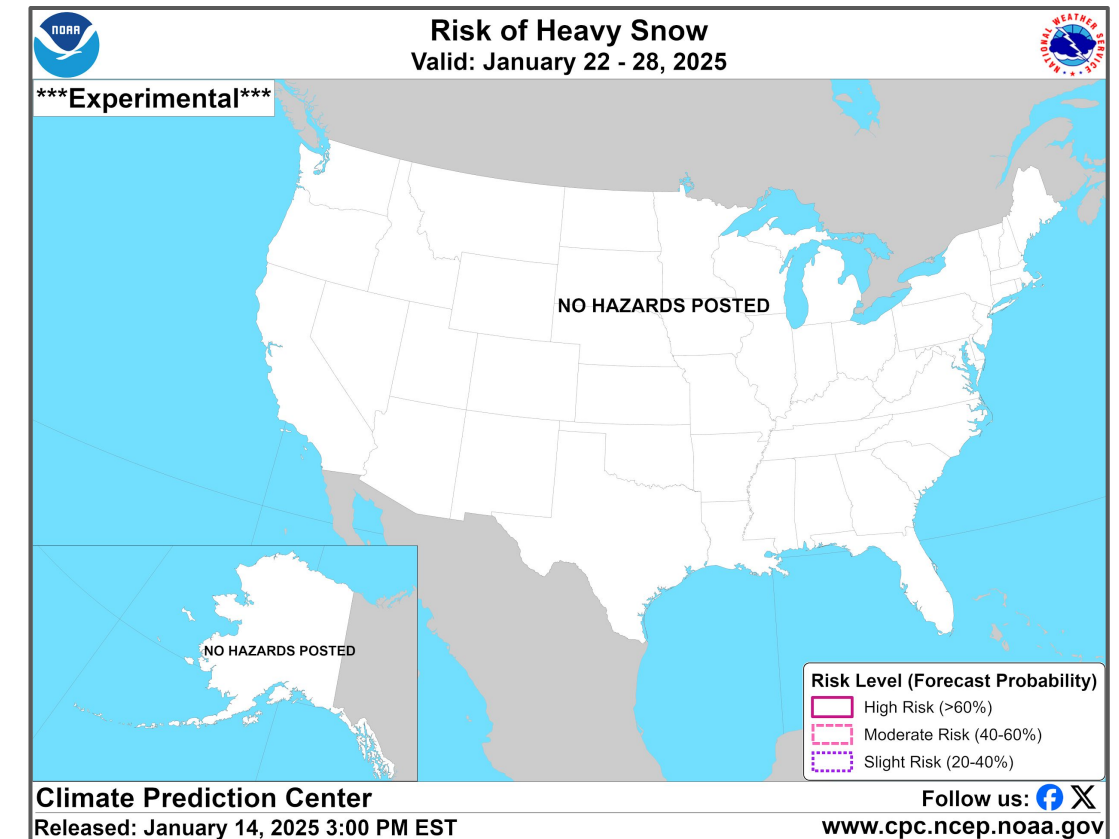 NOAA
Risk of Heavy Snow
Valid: January 22 - 28, 2025
NATIONAL WEATHER SERVICE
***Experimental***
NO HAZARDS POSTED
NO HAZARDS POSTED
Risk Level (Forecast Probability)
High Risk (>60%)
Moderate Risk (40-60%)
Slight Risk (20-40%)
Climate Prediction Center
Follow us:
Released: January 14, 2025 3:00 PM EST
www.cpc.ncep.noaa.gov